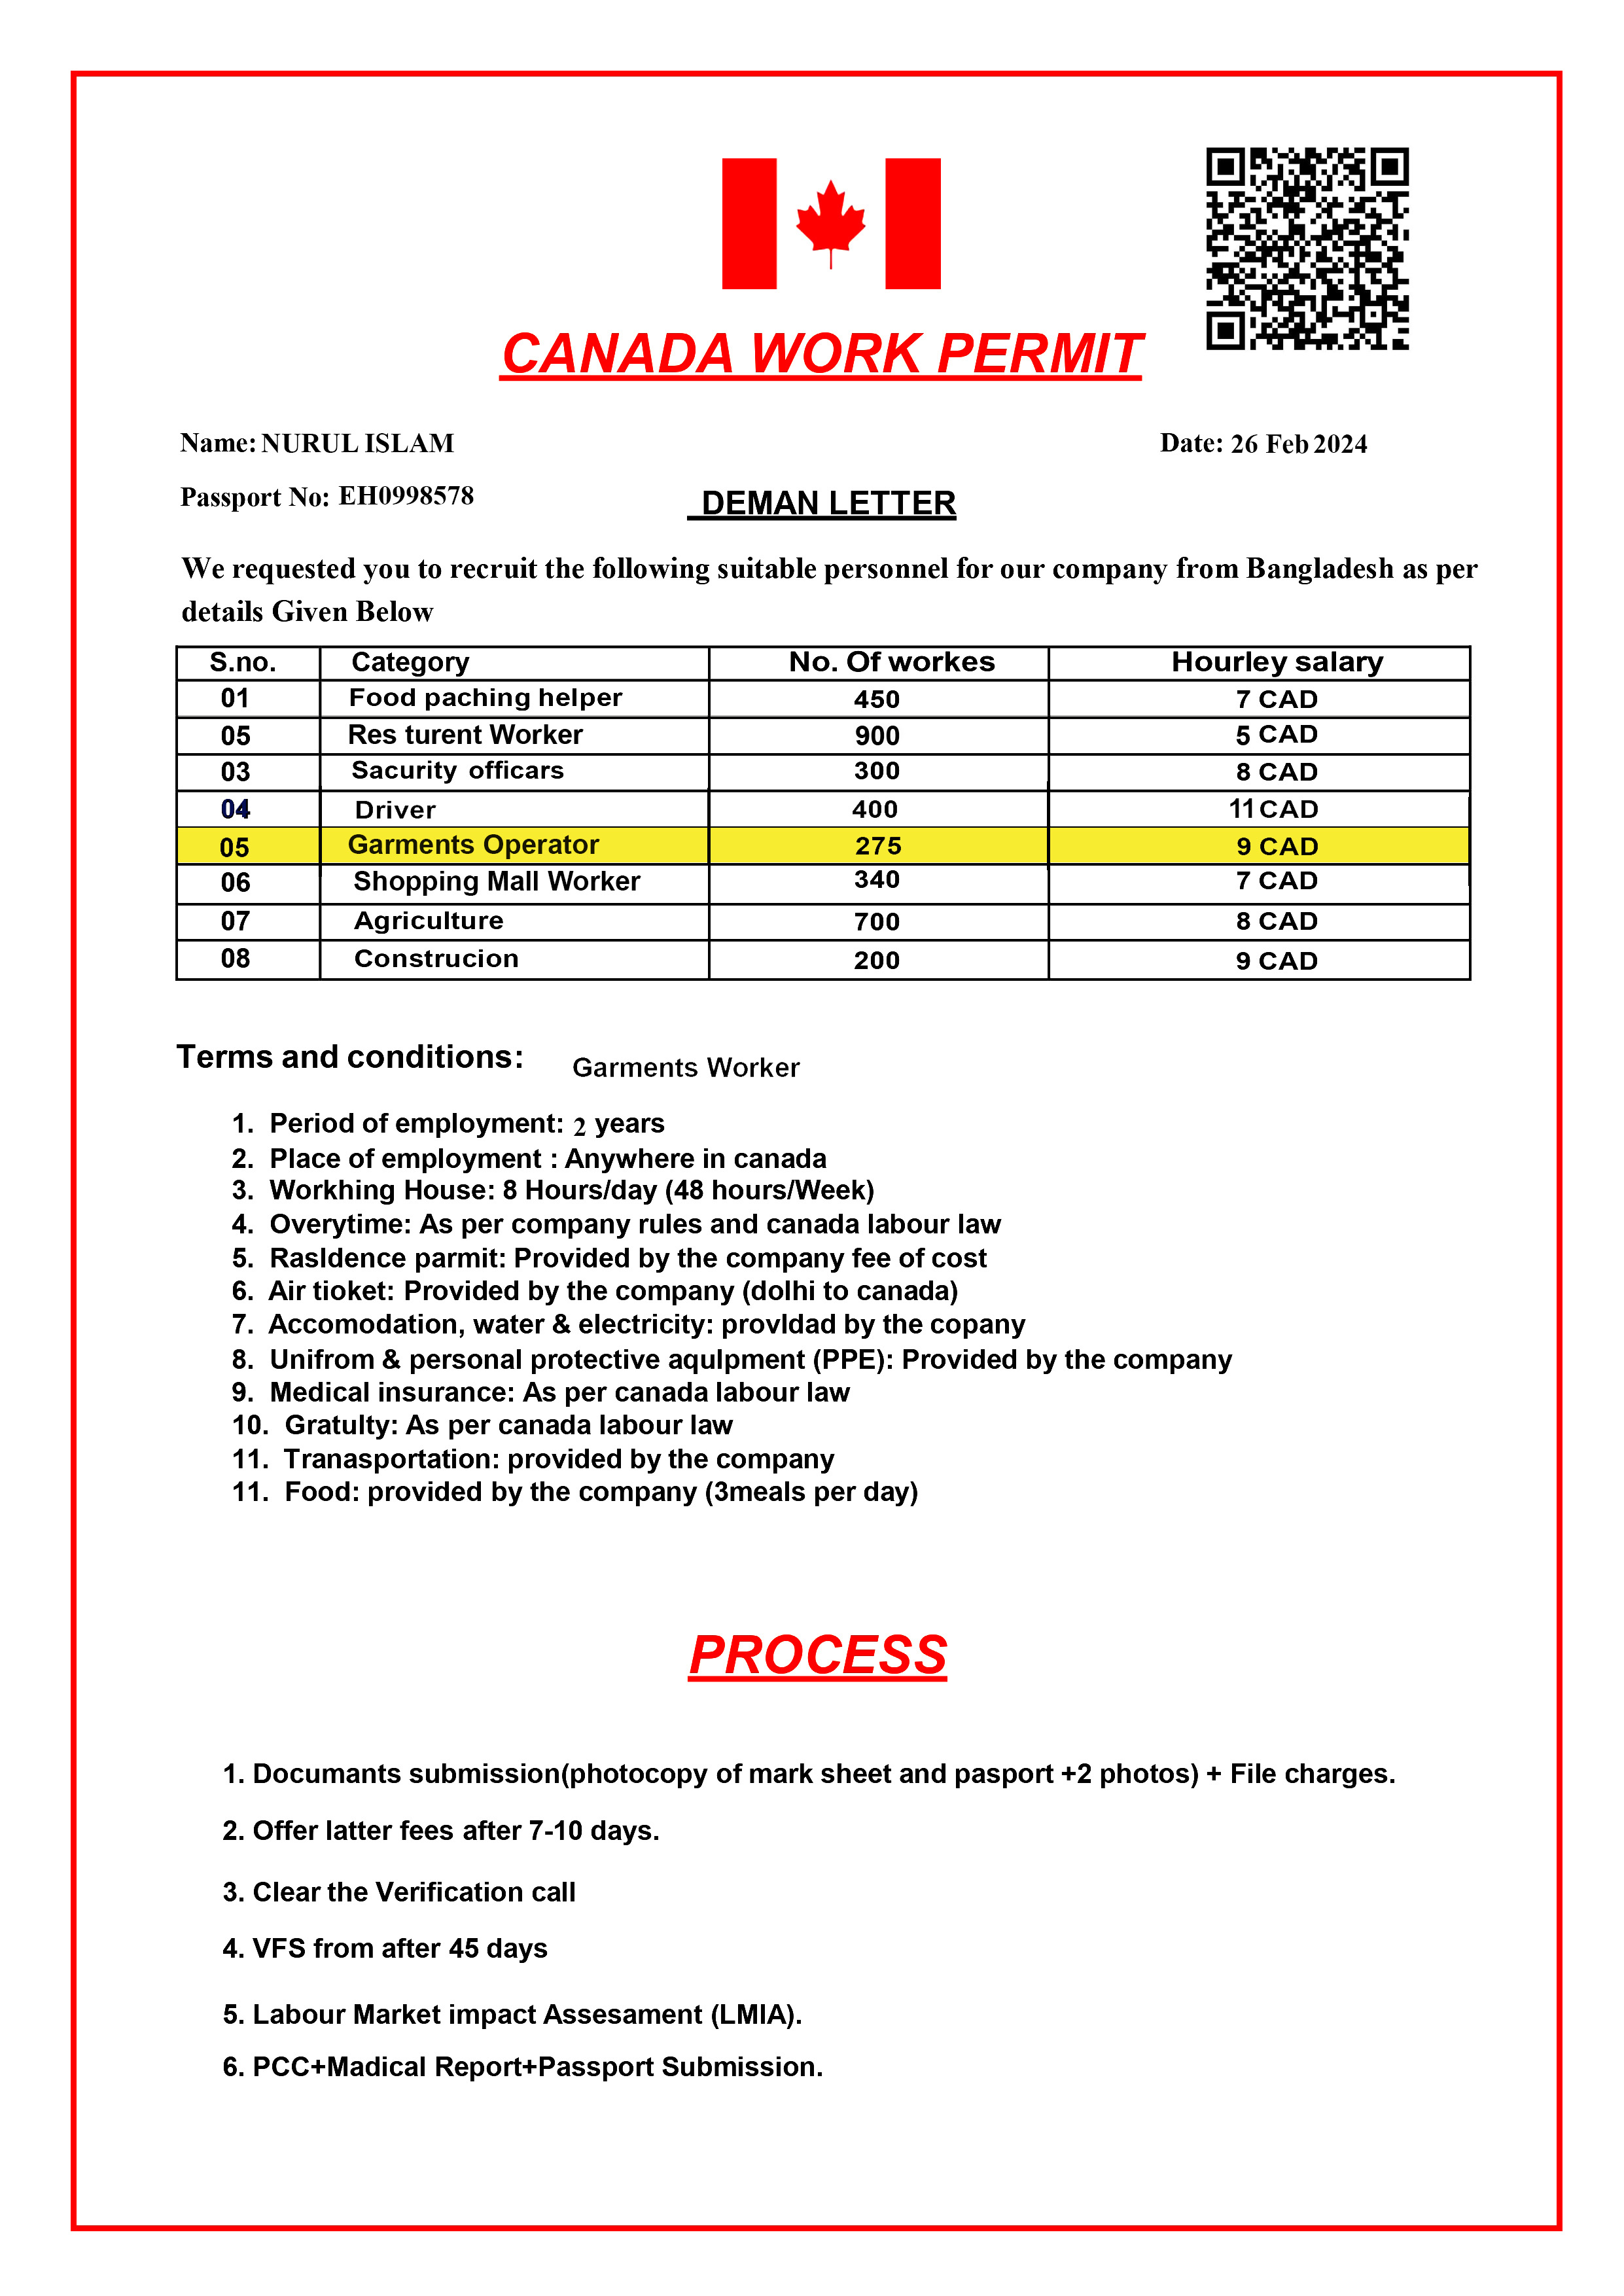 CANADA WORK PERMIT
Name: NURUL ISLAM Date: 26 Feb 2024
Passport No: EH0998578
DEMAN LETTER
We requested you to recruit the following suitable personnel for our company from Bangladesh as per
details Given Below
S.no. Category No. Of workes Hourley salary
01 Food paching helper 450 7 CAD
05 Res turent Worker 900 5 CAD
03 Sacurity officars 300 8 CAD
04 Driver 400 11 CAD
05 Garments Operator 275 9 CAD
06 Shopping Mall Worker 340 7 CAD
07 Agriculture 700 8 CAD
08 Construcion 200 9 CAD
Terms and conditions: Garments Worker
1. Period of employment: 2 years
2. Place of employment : Anywhere in canada
3. Workhing House: 8 Hours/day (48 hours/Week)
4. Overytime: As per company rules and canada labour law
5. Rasldence parmit: Provided by the company fee of cost
6. Air tioket: Provided by the company (dolhi to canada)
7. Accomodation, water & electricity: provldad by the copany
8. Unifrom & personal protective aqulpment (PPE): Provided by the company
9. Medical insurance: As per canada labour law
10. Gratulty: As per canada labour law
11. Tranasportation: provided by the company
11. Food: provided by the company (3meals per day)
PROCESS
1. Documants submission(photocopy of mark sheet and pasport +2 photos) + File charges.
2. Offer latter fees after 7-10 days.
3. Clear the Verification call
4. VFS from after 45 days
5. Labour Market impact Assesament (LMIA).
6. PCC+Madical Report+Passport Submission.